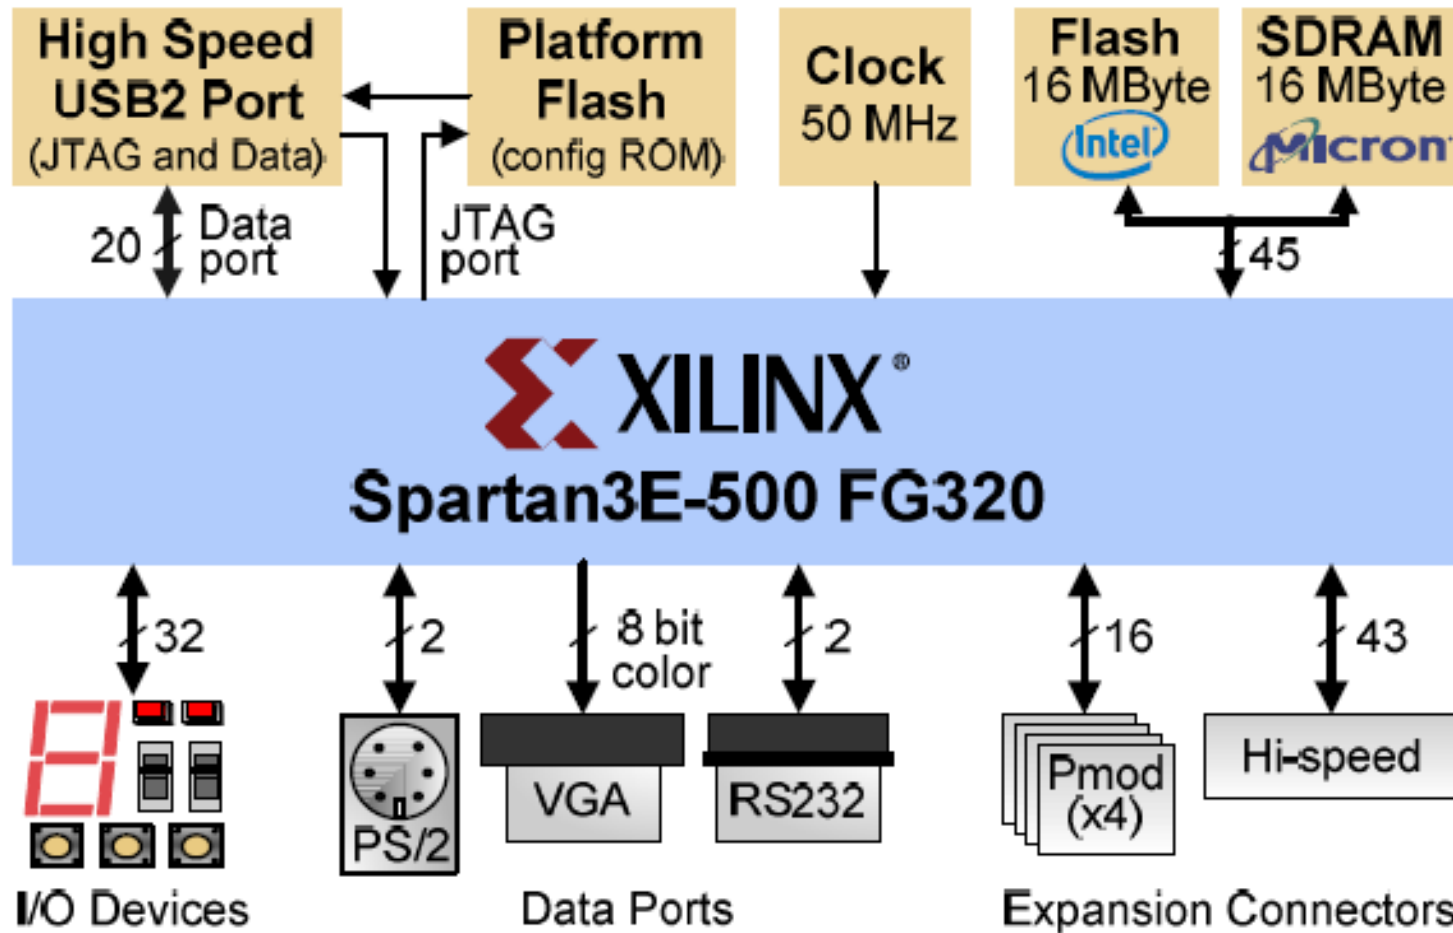 High Speed
USB2 Port
(JTAG and Data)
Platform
Flash
(config ROM)
Clock
50 MHz
Flash
16 MByte
intel
SDRAM
16 MByte
Micron
20
Data
port
JTAG
port
45
XILINX®
Spartan3E-500 FG320
32
2
8 bit
color
2
16
43
PS/2
VGA
RS232
Pmod
(x4)
Hi-speed
I/O Devices
Data Ports
Expansion Connectors